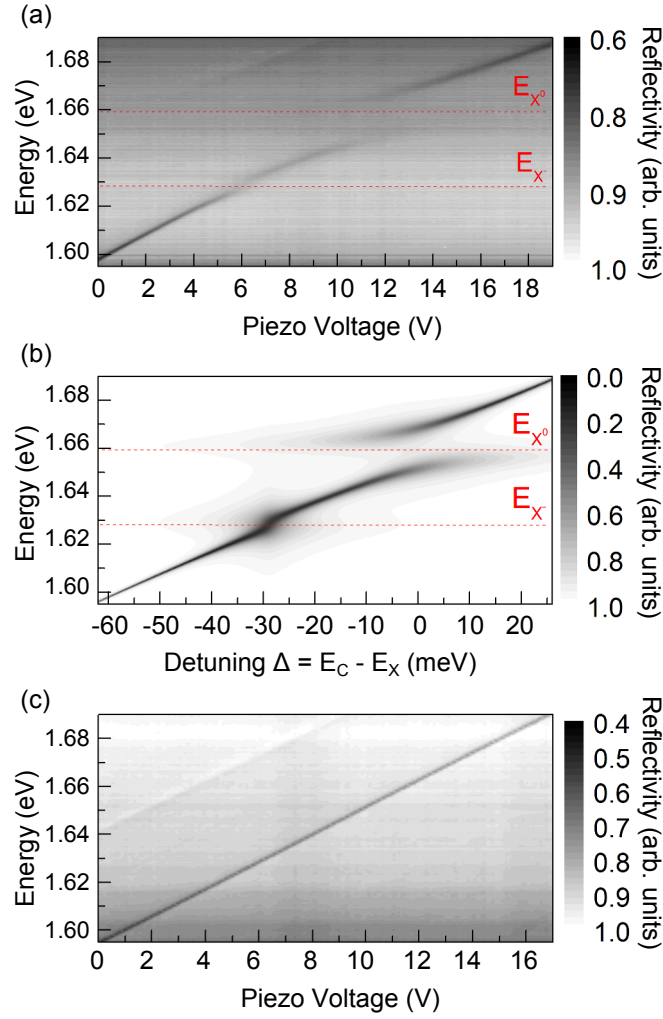 (a)
Energy (eV)
1.68
1.66
1.64
1.62
1.60
E_X⁰
E_X⁻
0 2 4 6 8 10 12 14 16 18
Piezo Voltage (V)
0.6
0.8
0.9
1.0
Reflectivity (arb. units)
(b)
Energy (eV)
1.68
1.66
1.64
1.62
1.60
E_X⁰
E_X⁻
-60 -50 -40 -30 -20 -10 0 10 20
Detuning Δ = E_C - E_X (meV)
0.0
0.2
0.4
0.6
0.8
1.0
Reflectivity (arb. units)
(c)
Energy (eV)
1.68
1.66
1.64
1.62
1.60
0 2 4 6 8 10 12 14 16
Piezo Voltage (V)
0.4
0.5
0.6
0.7
0.8
0.9
1.0
Reflectivity (arb. units)